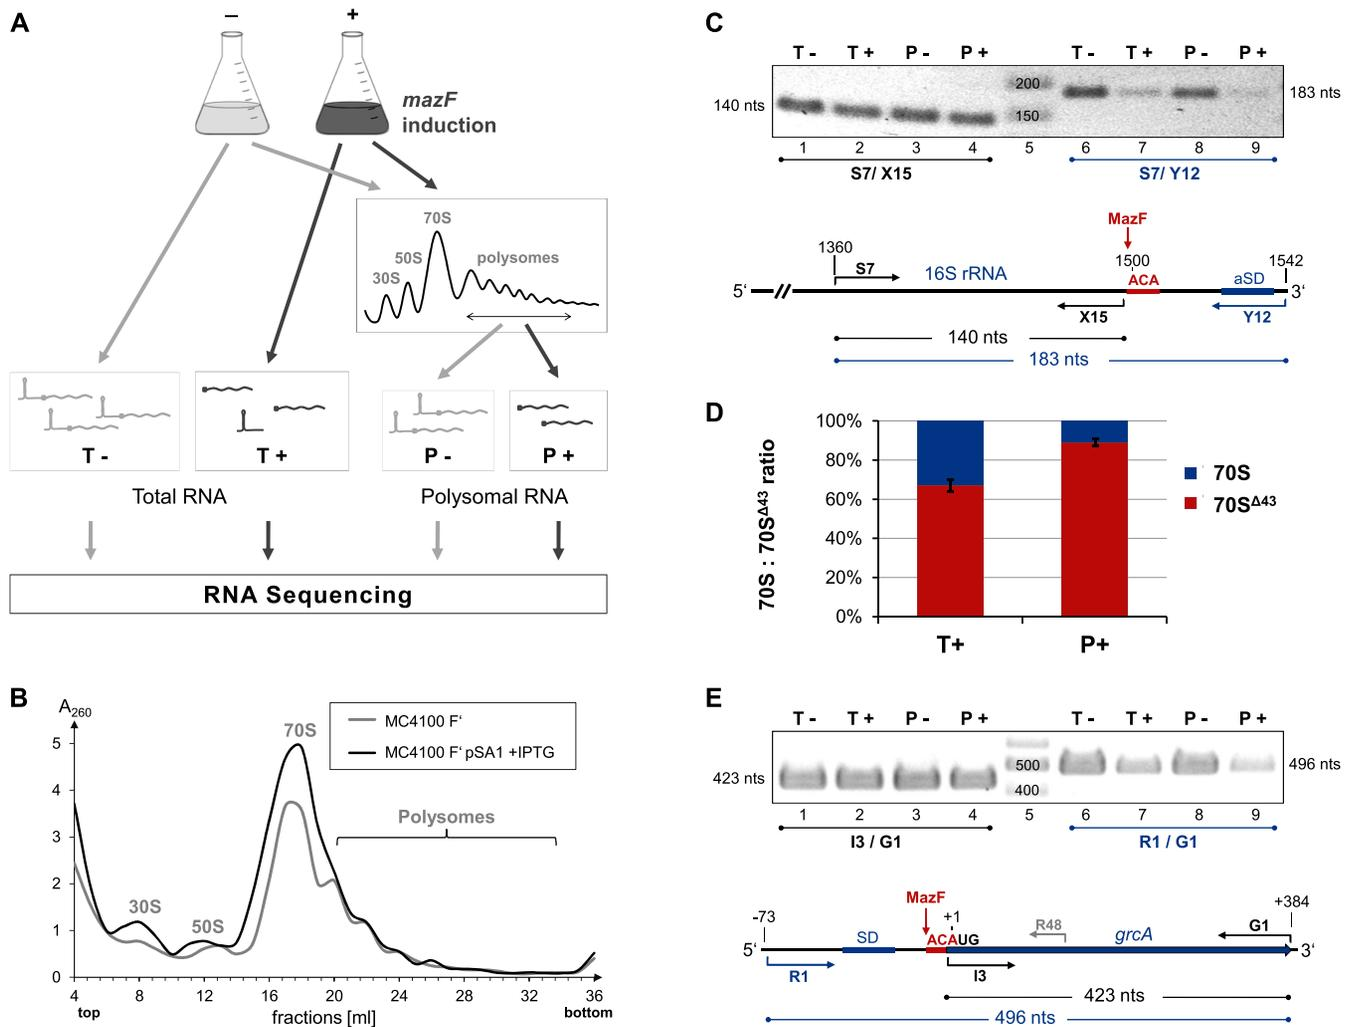 A
–
+
mazF
induction
70S
50S
30S
polysomes
T -
T +
P -
P +
Total RNA
Polysomal RNA
RNA Sequencing
B
A260
5
4
3
2
1
0
70S
30S
50S
MC4100 F‘
MC4100 F‘ pSA1 +IPTG
Polysomes
4 8 12 16 20 24 28 32 36
top
bottom
fractions [ml]
C
T - T + P - P + T - T + P - P +
140 nts
200
150
183 nts
1 2 3 4 5 6 7 8 9
S7/ X15
S7/ Y12
MazF
1360
1500
1542
S7
16S rRNA
ACA
aSD
5‘
3‘
X15
Y12
140 nts
183 nts
D
70S : 70SΔ43 ratio
100%
80%
60%
40%
20%
0%
T+
P+
70S
70SΔ43
E
T - T + P - P + T - T + P - P +
423 nts
500
400
496 nts
1 2 3 4 5 6 7 8 9
I3 / G1
R1 / G1
MazF
-73
+1
+384
SD
ACAUG
R48
grcA
G1
5‘
3‘
R1
I3
423 nts
496 nts